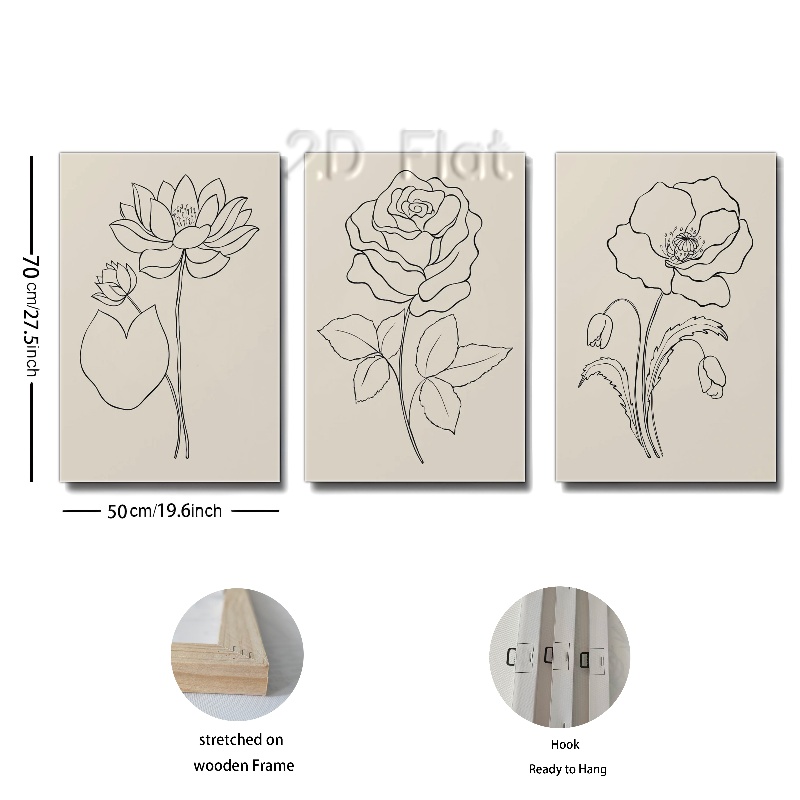 2D Flat
70 cm/27.5inch
50cm/19.6inch
stretched on
wooden Frame
Hook
Ready to Hang